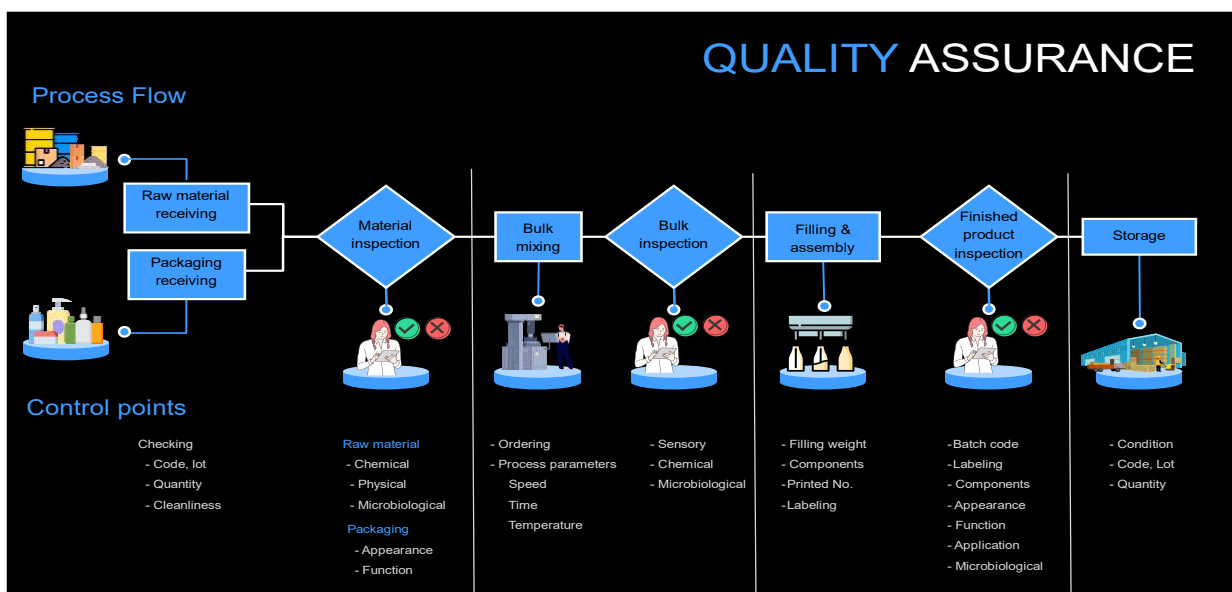 QUALITY ASSURANCE
Process Flow
Raw material
receiving
Packaging
receiving
Material
inspection
Bulk
mixing
Bulk
inspection
Filling &
assembly
Finished
product
inspection
Storage
Control points
Checking
- Code, lot
- Quantity
- Cleanliness
Raw material
- Chemical
- Physical
- Microbiological
Packaging
- Appearance
- Function
- Ordering
- Process parameters
Speed
Time
Temperature
- Sensory
- Chemical
- Microbiological
- Filling weight
- Components
-Printed No.
-Labeling
-Batch code
-Labeling
- Components
- Appearance
- Function
- Application
- Microbiological
- Condition
- Code, Lot
- Quantity